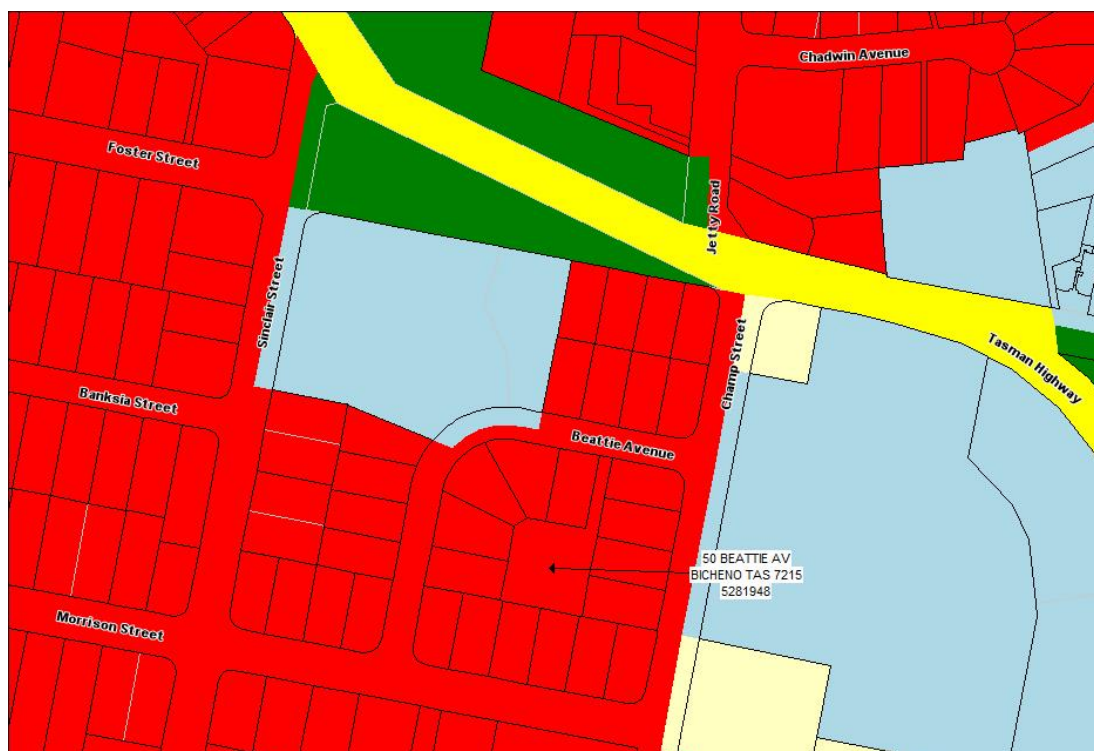 Chadwin Avenue
Foster Street
Jetty Road
Sinclair Street
Tasman Highway
Champ Street
Banksia Street
Beattie Avenue
50 BEATTIE AV
BICHENO TAS 7215
5281948
Morrison Street